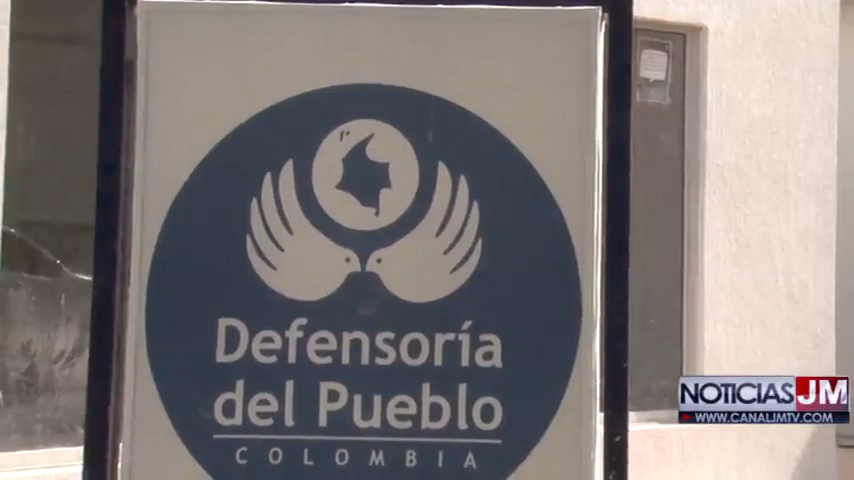 Defensoría
del Pueblo
COLOMBIA
NOTICIAS JM
WWW.CANALJMTV.COM